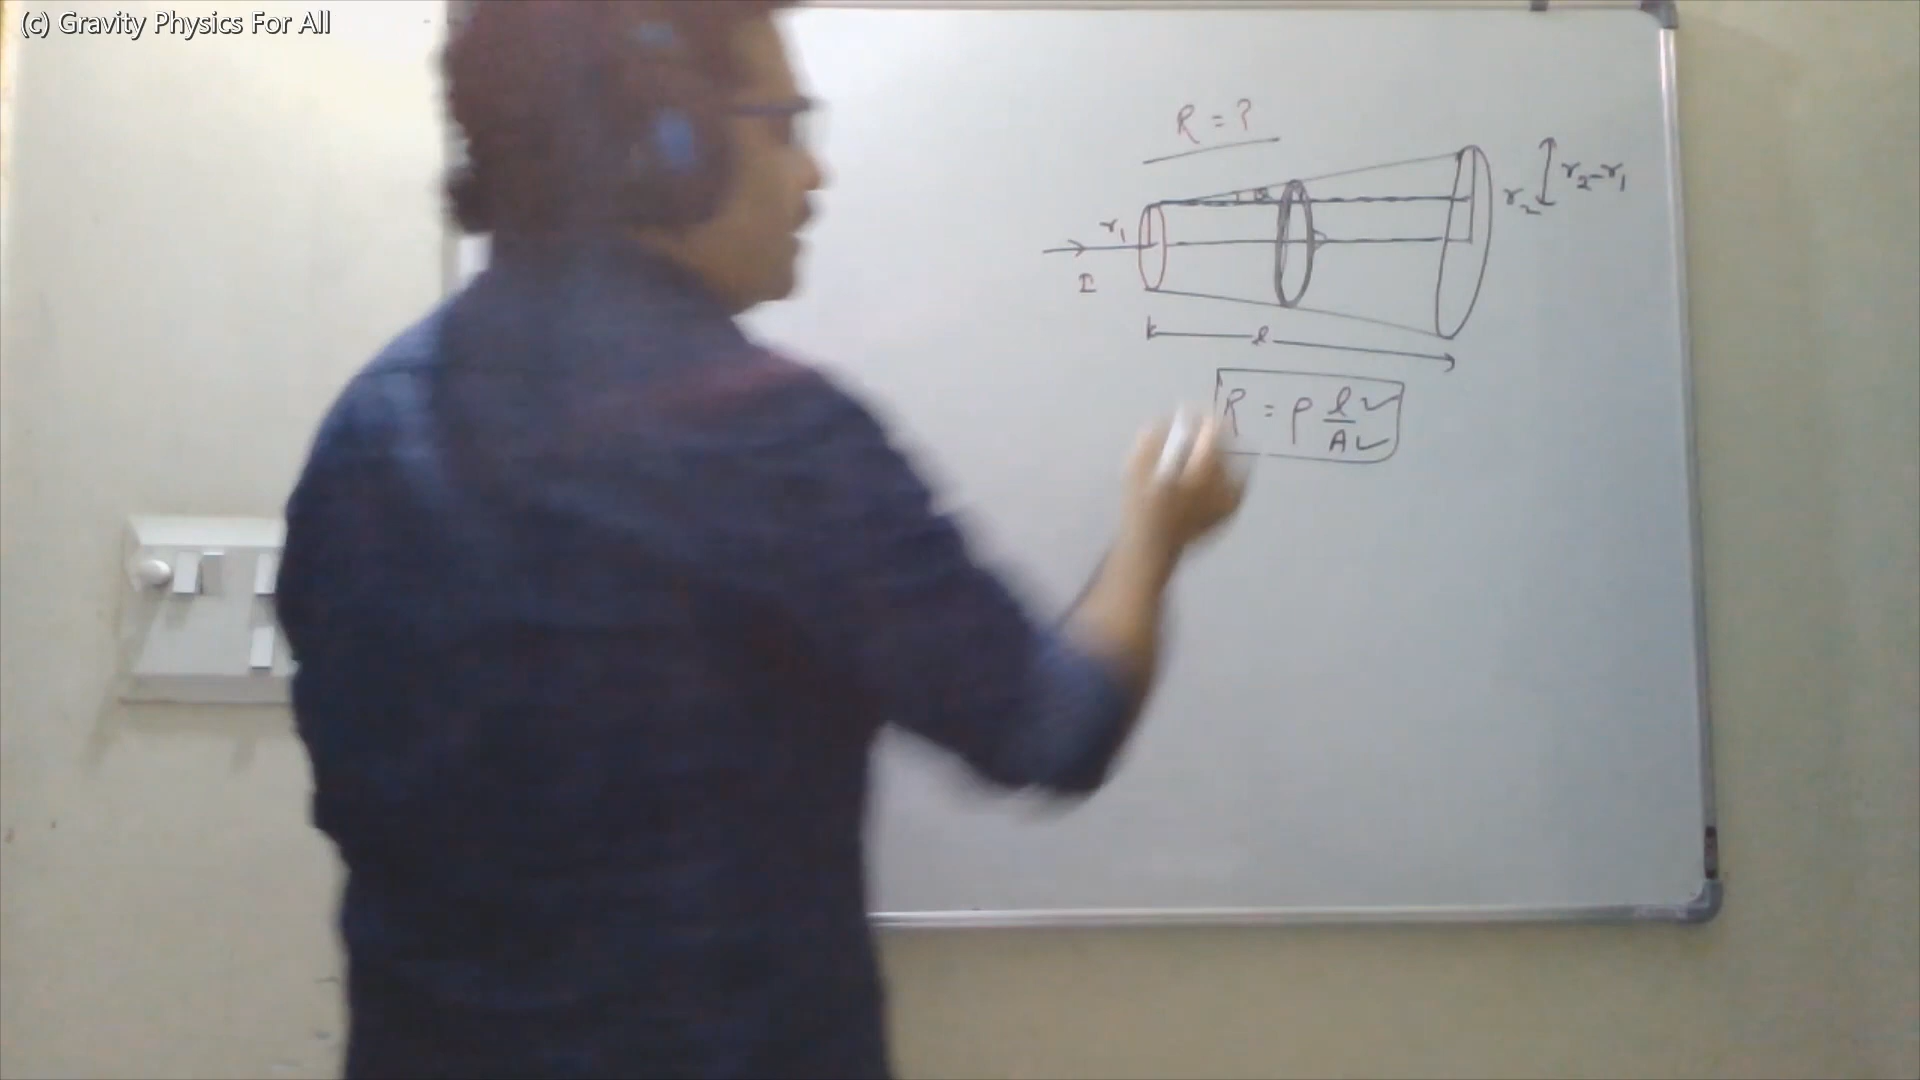 (c) Gravity Physics For All
R = ?
r₂-r₁
r₂
θ
r₁
I
l
R = ρ l/A